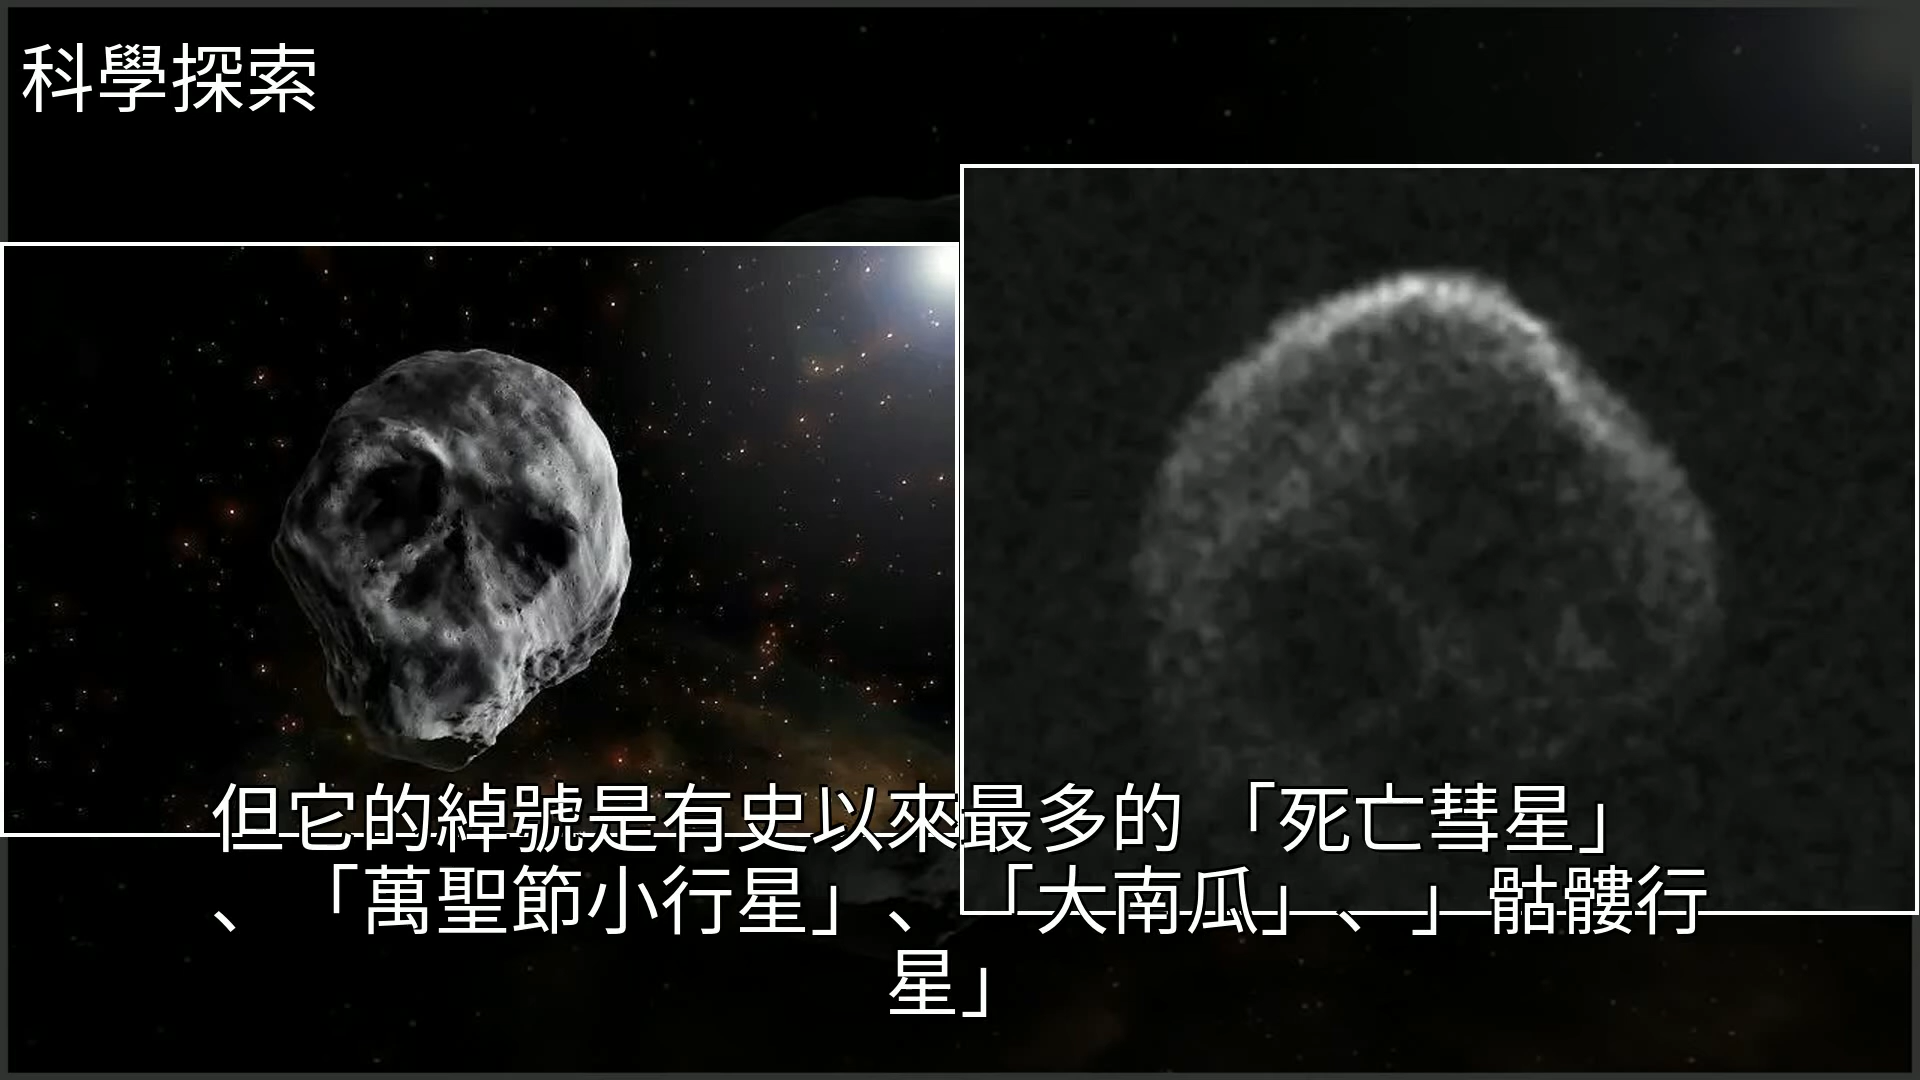 科學探索
但它的綽號是有史以來最多的 「死亡彗星」
、「萬聖節小行星」、「大南瓜」、」骷髏行
星」